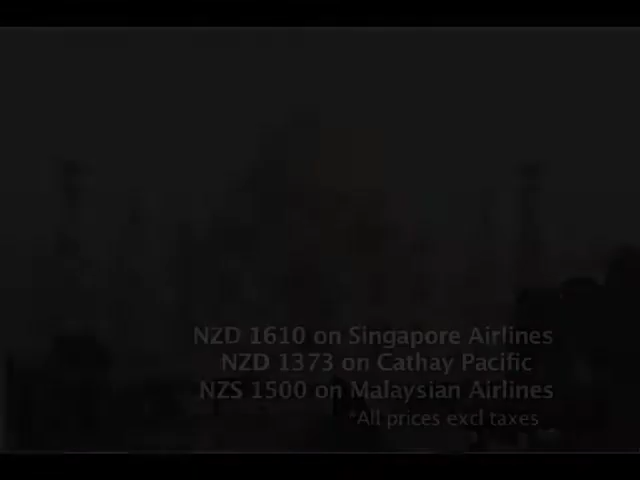 NZD 1610 on Singapore Airlines
NZD 1373 on Cathay Pacific
NZS 1500 on Malaysian Airlines
*All prices excl taxes